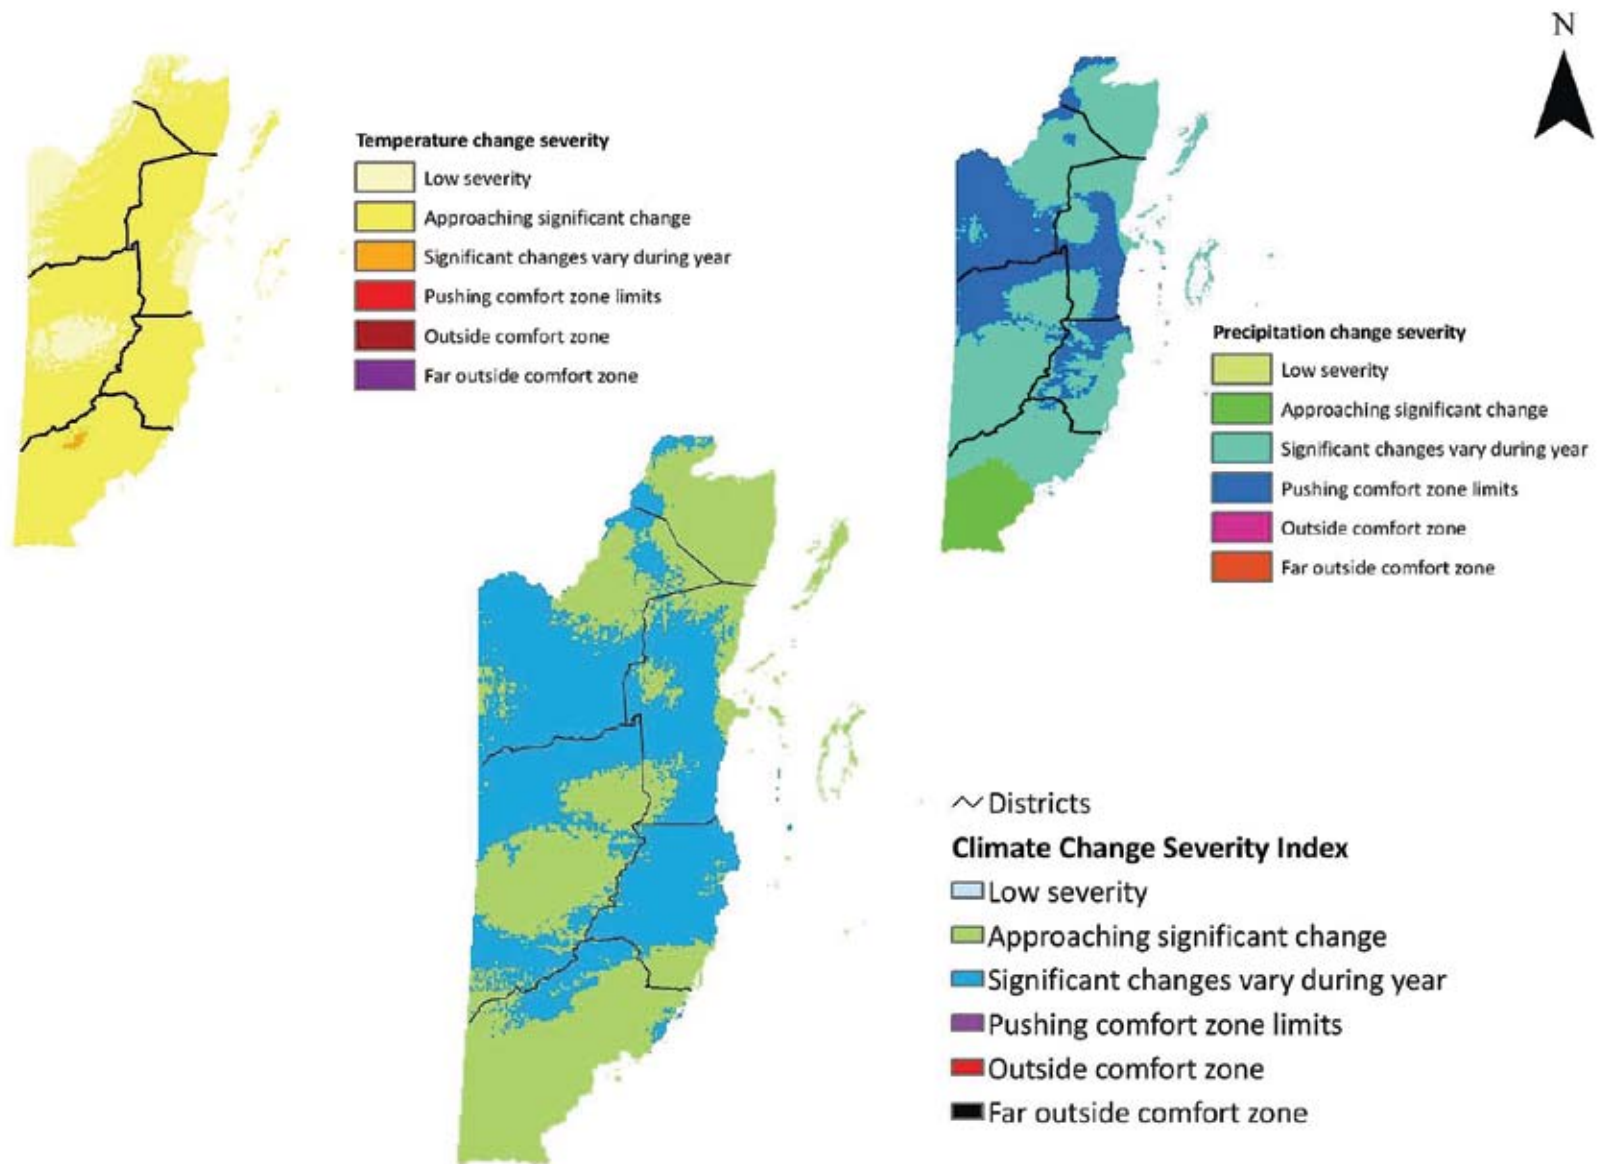 N
Temperature change severity
Low severity
Approaching significant change
Significant changes vary during year
Pushing comfort zone limits
Outside comfort zone
Far outside comfort zone
Precipitation change severity
Low severity
Approaching significant change
Significant changes vary during year
Pushing comfort zone limits
Outside comfort zone
Far outside comfort zone
Districts
Climate Change Severity Index
Low severity
Approaching significant change
Significant changes vary during year
Pushing comfort zone limits
Outside comfort zone
Far outside comfort zone